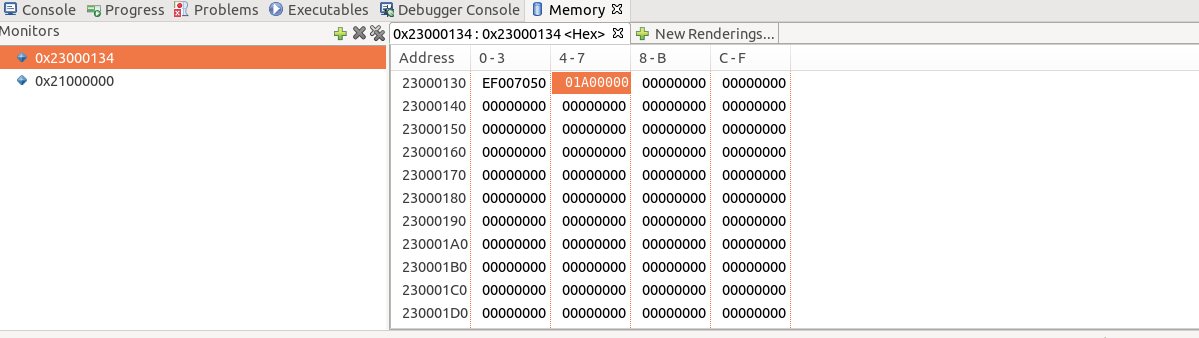 Console Progress Problems Executables Debugger Console Memory
Monitors
0x23000134 : 0x23000134 <Hex> New Renderings...
0x23000134
0x21000000
Address 0 - 3 4 - 7 8 - B C - F
23000130 EF007050 01A00000 00000000 00000000
23000140 00000000 00000000 00000000 00000000
23000150 00000000 00000000 00000000 00000000
23000160 00000000 00000000 00000000 00000000
23000170 00000000 00000000 00000000 00000000
23000180 00000000 00000000 00000000 00000000
23000190 00000000 00000000 00000000 00000000
230001A0 00000000 00000000 00000000 00000000
230001B0 00000000 00000000 00000000 00000000
230001C0 00000000 00000000 00000000 00000000
230001D0 00000000 00000000 00000000 00000000